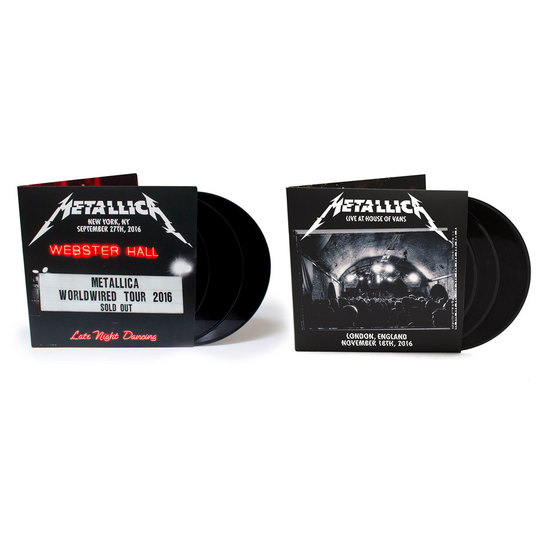 METALLICA
NEW YORK, NY
SEPTEMBER 27TH, 2016
WEBSTER HALL
METALLICA
WORLDWIRED TOUR 2016
SOLD OUT
Late Night Dancing
METALLICA
LIVE AT HOUSE OF VANS
LONDON, ENGLAND
NOVEMBER 18TH, 2016